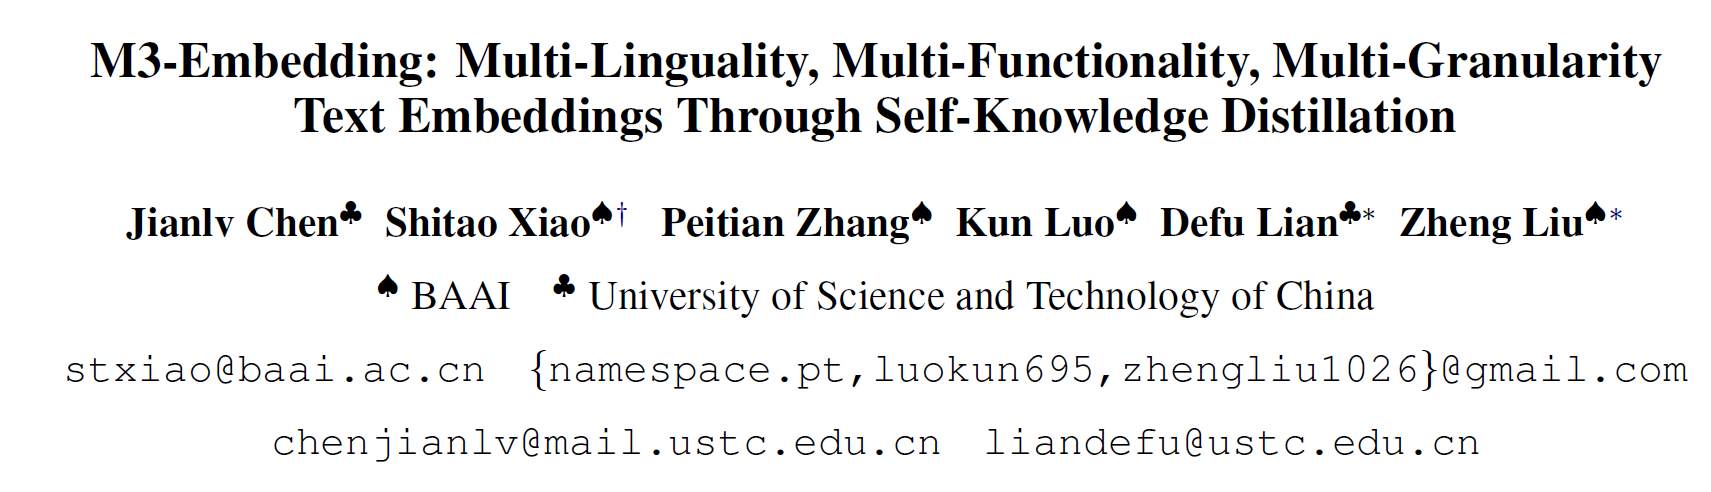 M3-Embedding: Multi-Linguality, Multi-Functionality, Multi-Granularity
Text Embeddings Through Self-Knowledge Distillation
Jianlv Chen♣ Shitao Xiao♠† Peitian Zhang♠ Kun Luo♠ Defu Lian♣* Zheng Liu♠*
♠ BAAI ♣ University of Science and Technology of China
stxiao@baai.ac.cn {namespace.pt,luokun695,zhengliu1026}@gmail.com
chenjianlv@mail.ustc.edu.cn liandefu@ustc.edu.cn